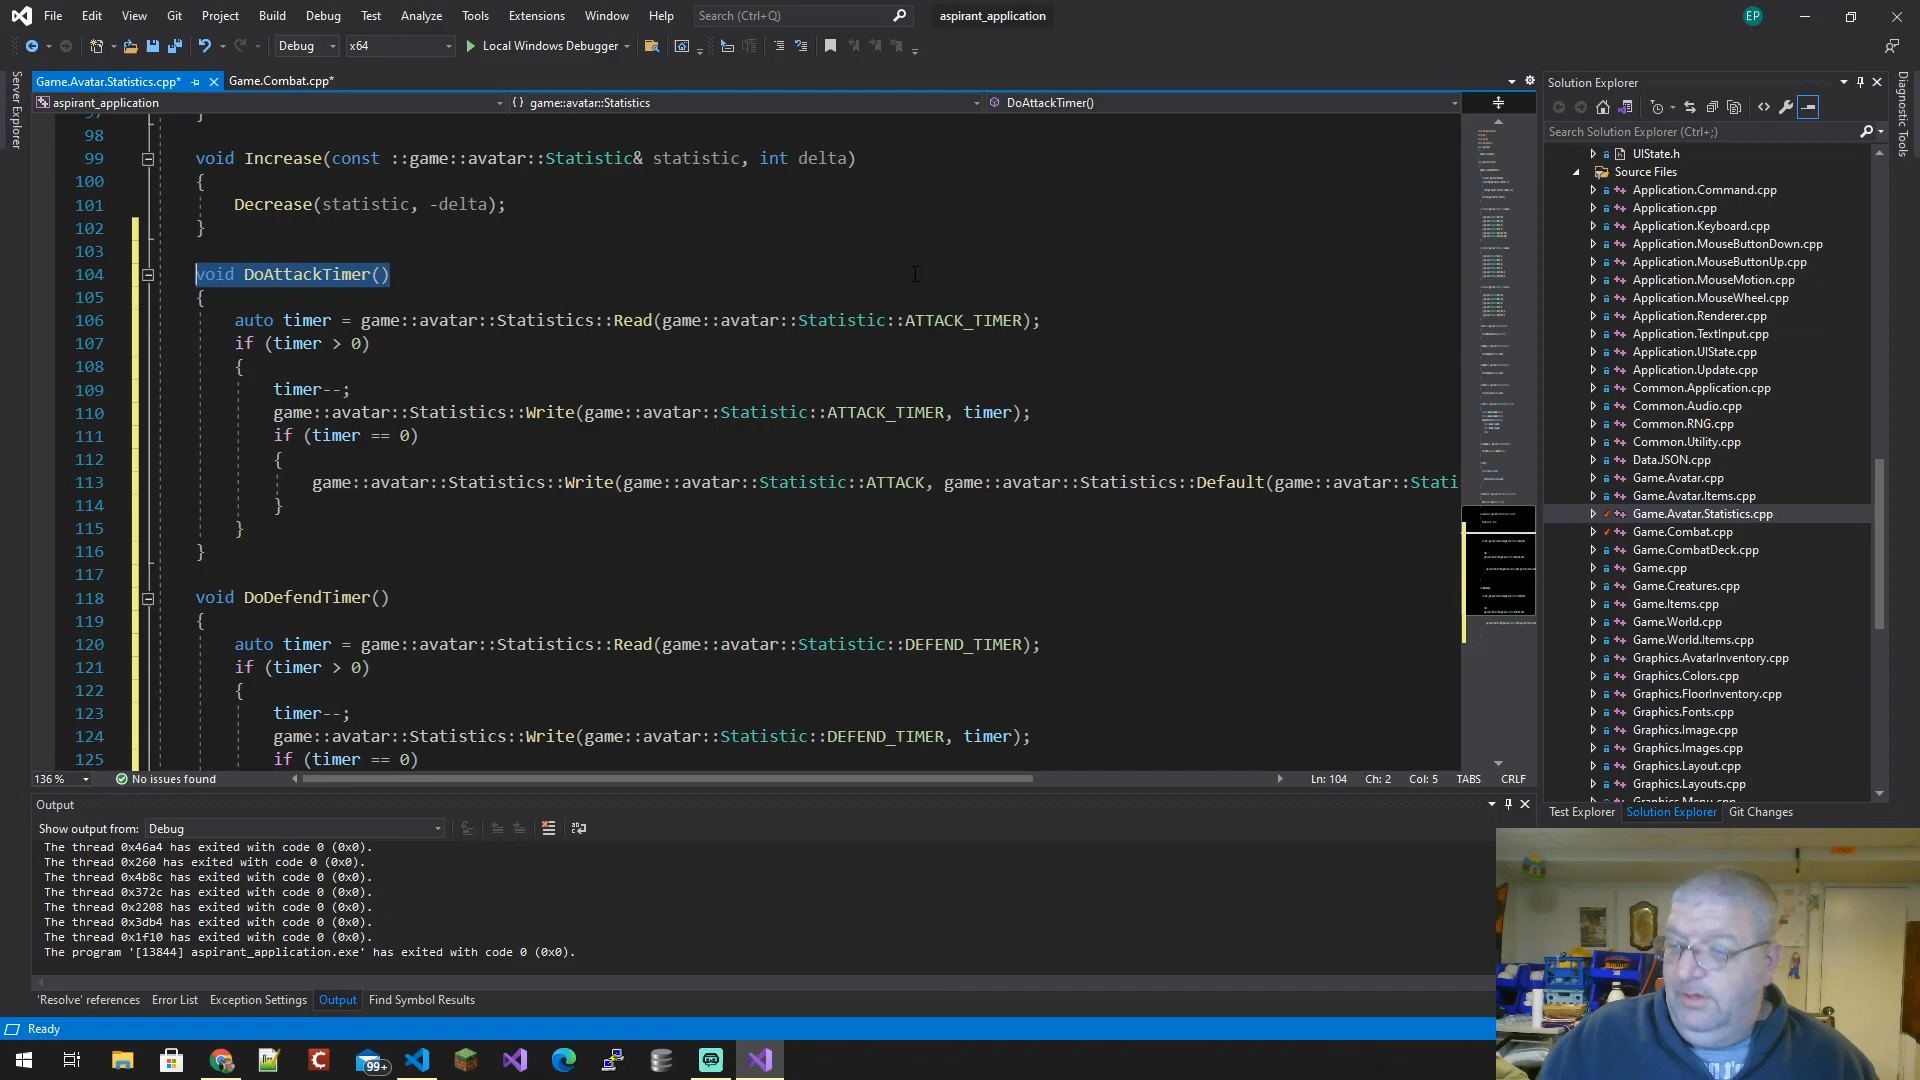 File Edit View Git Project Build Debug Test Analyze Tools Extensions Window Help Search (Ctrl+Q) aspirant_application EP
Debug x64 Local Windows Debugger
Server Explorer
Game.Avatar.Statistics.cpp* Game.Combat.cpp*
aspirant_application {} game::avatar::Statistics DoAttackTimer()
97 }
98
99 void Increase(const ::game::avatar::Statistic& statistic, int delta)
100 {
101 Decrease(statistic, -delta);
102 }
103
104 void DoAttackTimer()
105 {
106 auto timer = game::avatar::Statistics::Read(game::avatar::Statistic::ATTACK_TIMER);
107 if (timer > 0)
108 {
109 timer--;
110 game::avatar::Statistics::Write(game::avatar::Statistic::ATTACK_TIMER, timer);
111 if (timer == 0)
112 {
113 game::avatar::Statistics::Write(game::avatar::Statistic::ATTACK, game::avatar::Statistics::Default(game::avatar::Stati
114 }
115 }
116 }
117
118 void DoDefendTimer()
119 {
120 auto timer = game::avatar::Statistics::Read(game::avatar::Statistic::DEFEND_TIMER);
121 if (timer > 0)
122 {
123 timer--;
124 game::avatar::Statistics::Write(game::avatar::Statistic::DEFEND_TIMER, timer);
125 if (timer == 0)
136 % No issues found Ln: 104 Ch: 2 Col: 5 TABS CRLF
Output
Show output from: Debug
The thread 0x46a4 has exited with code 0 (0x0).
The thread 0x260 has exited with code 0 (0x0).
The thread 0x4b8c has exited with code 0 (0x0).
The thread 0x372c has exited with code 0 (0x0).
The thread 0x2208 has exited with code 0 (0x0).
The thread 0x3db4 has exited with code 0 (0x0).
The thread 0x1f10 has exited with code 0 (0x0).
The program '[13844] aspirant_application.exe' has exited with code 0 (0x0).
'Resolve' references Error List Exception Settings Output Find Symbol Results
Ready
99+
Solution Explorer
Search Solution Explorer (Ctrl+;)
UIState.h
Source Files
Application.Command.cpp
Application.cpp
Application.Keyboard.cpp
Application.MouseButtonDown.cpp
Application.MouseButtonUp.cpp
Application.MouseMotion.cpp
Application.MouseWheel.cpp
Application.Renderer.cpp
Application.TextInput.cpp
Application.UIState.cpp
Application.Update.cpp
Common.Application.cpp
Common.Audio.cpp
Common.RNG.cpp
Common.Utility.cpp
Data.JSON.cpp
Game.Avatar.cpp
Game.Avatar.Items.cpp
Game.Avatar.Statistics.cpp
Game.Combat.cpp
Game.CombatDeck.cpp
Game.cpp
Game.Creatures.cpp
Game.Items.cpp
Game.World.cpp
Game.World.Items.cpp
Graphics.AvatarInventory.cpp
Graphics.Colors.cpp
Graphics.FloorInventory.cpp
Graphics.Fonts.cpp
Graphics.Image.cpp
Graphics.Images.cpp
Graphics.Layout.cpp
Graphics.Layouts.cpp
Graphics.Menu.cpp
Test Explorer Solution Explorer Git Changes
Diagnostic Tools